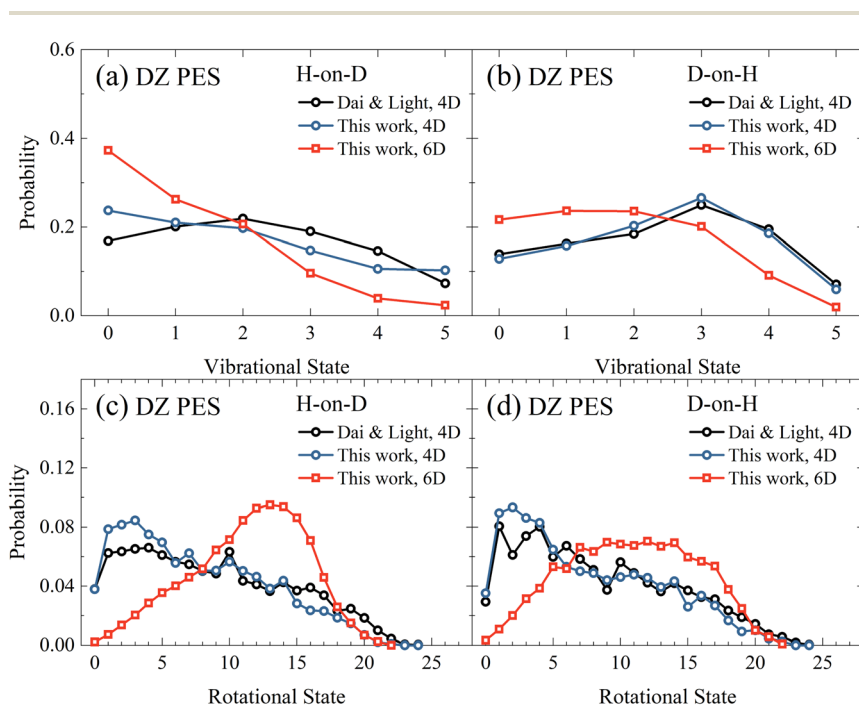 (a) DZ PES H-on-D
Dai & Light, 4D
This work, 4D
This work, 6D
0.6
0.4
0.2
0.0
Probability
0 1 2 3 4 5
Vibrational State
(b) DZ PES D-on-H
Dai & Light, 4D
This work, 4D
This work, 6D
0 1 2 3 4 5
Vibrational State
(c) DZ PES H-on-D
Dai & Light, 4D
This work, 4D
This work, 6D
0.16
0.12
0.08
0.04
0.00
Probability
0 5 10 15 20 25
Rotational State
(d) DZ PES D-on-H
Dai & Light, 4D
This work, 4D
This work, 6D
0 5 10 15 20 25
Rotational State